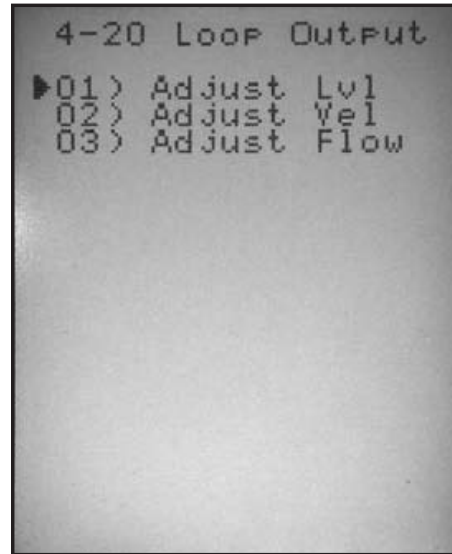 4-20 Loop Output
01) Adjust Lvl
02) Adjust Vel
03) Adjust Flow